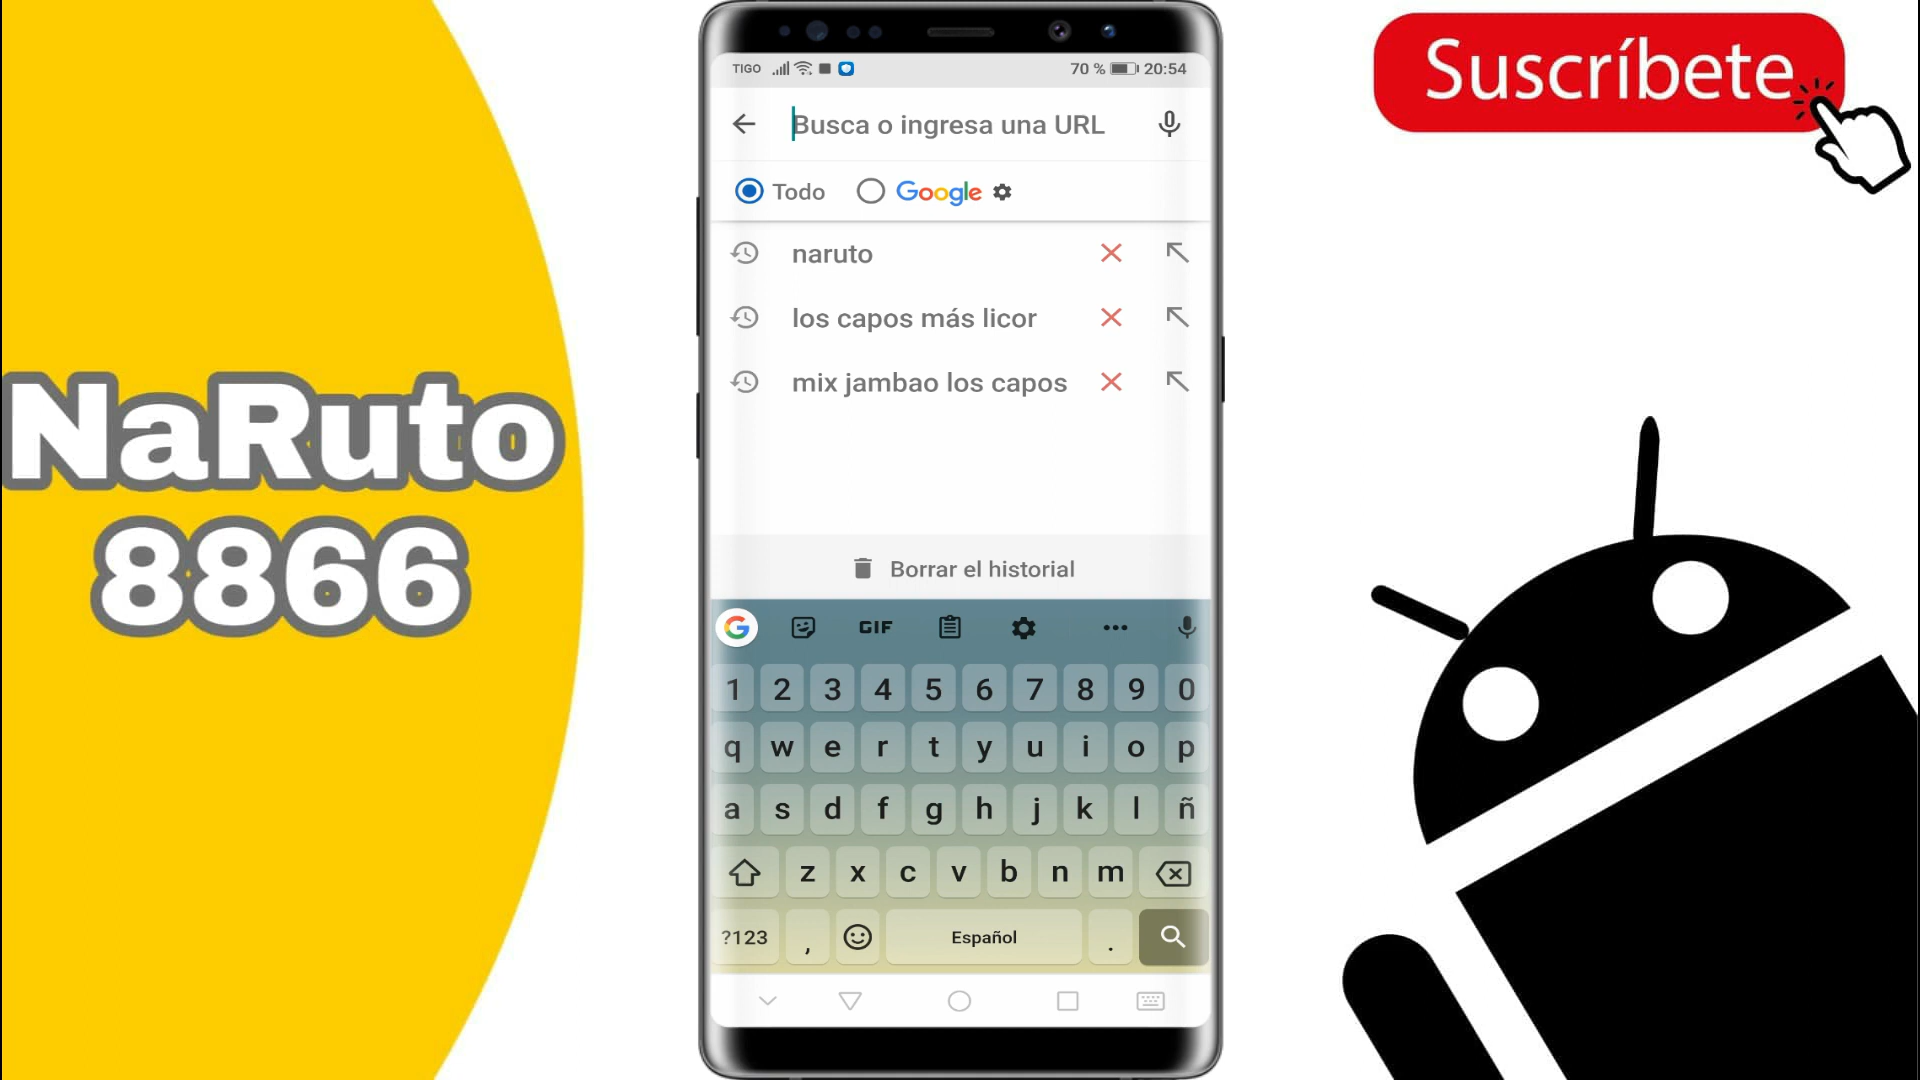 NaRuto
8866
TIGO
70 %
20:54
Busca o ingresa una URL
Todo
Google
naruto
los capos más licor
mix jambao los capos
Borrar el historial
G
GIF
1 2 3 4 5 6 7 8 9 0
q w e r t y u i o p
a s d f g h j k l ñ
z x c v b n m
?123 , Español .
Suscríbete